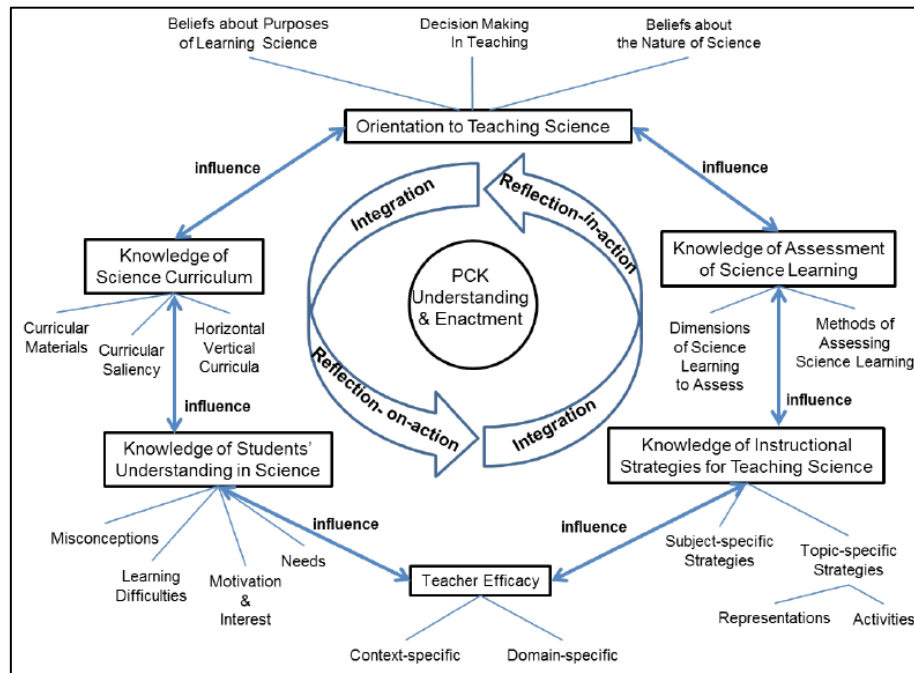 Beliefs about Purposes
of Learning Science
Decision Making
In Teaching
Beliefs about
the Nature of Science
Orientation to Teaching Science
influence
influence
Integration
Reflection-in-action
Knowledge of
Science Curriculum
PCK
Understanding
& Enactment
Knowledge of Assessment
of Science Learning
Curricular
Materials
Curricular
Saliency
Horizontal
Vertical
Curricula
Dimensions
of Science
Learning
to Assess
Methods of
Assessing
Science Learning
influence
influence
Reflection- on-action
Integration
Knowledge of Students'
Understanding in Science
Knowledge of Instructional
Strategies for Teaching Science
influence
influence
Misconceptions
Learning
Difficulties
Motivation
&
Interest
Needs
Teacher Efficacy
Subject-specific
Strategies
Topic-specific
Strategies
Representations
Activities
Context-specific
Domain-specific